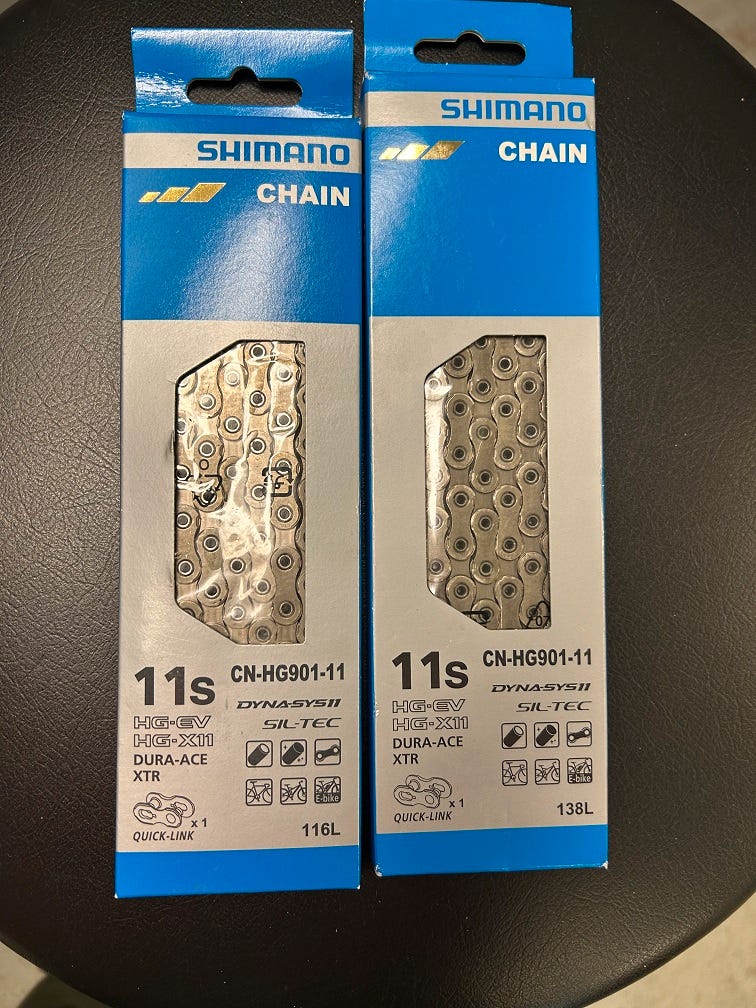 SHIMANO
CHAIN
11s
CN-HG901-11
HG-EV
HG-X11
DYNA-SYS11
SIL-TEC
DURA-ACE
XTR
E-bike
x 1
QUICK-LINK
116L
SHIMANO
CHAIN
07
11s
CN-HG901-11
HG-EV
HG-X11
DYNA-SYS11
SIL-TEC
DURA-ACE
XTR
E-bike
x 1
QUICK-LINK
138L